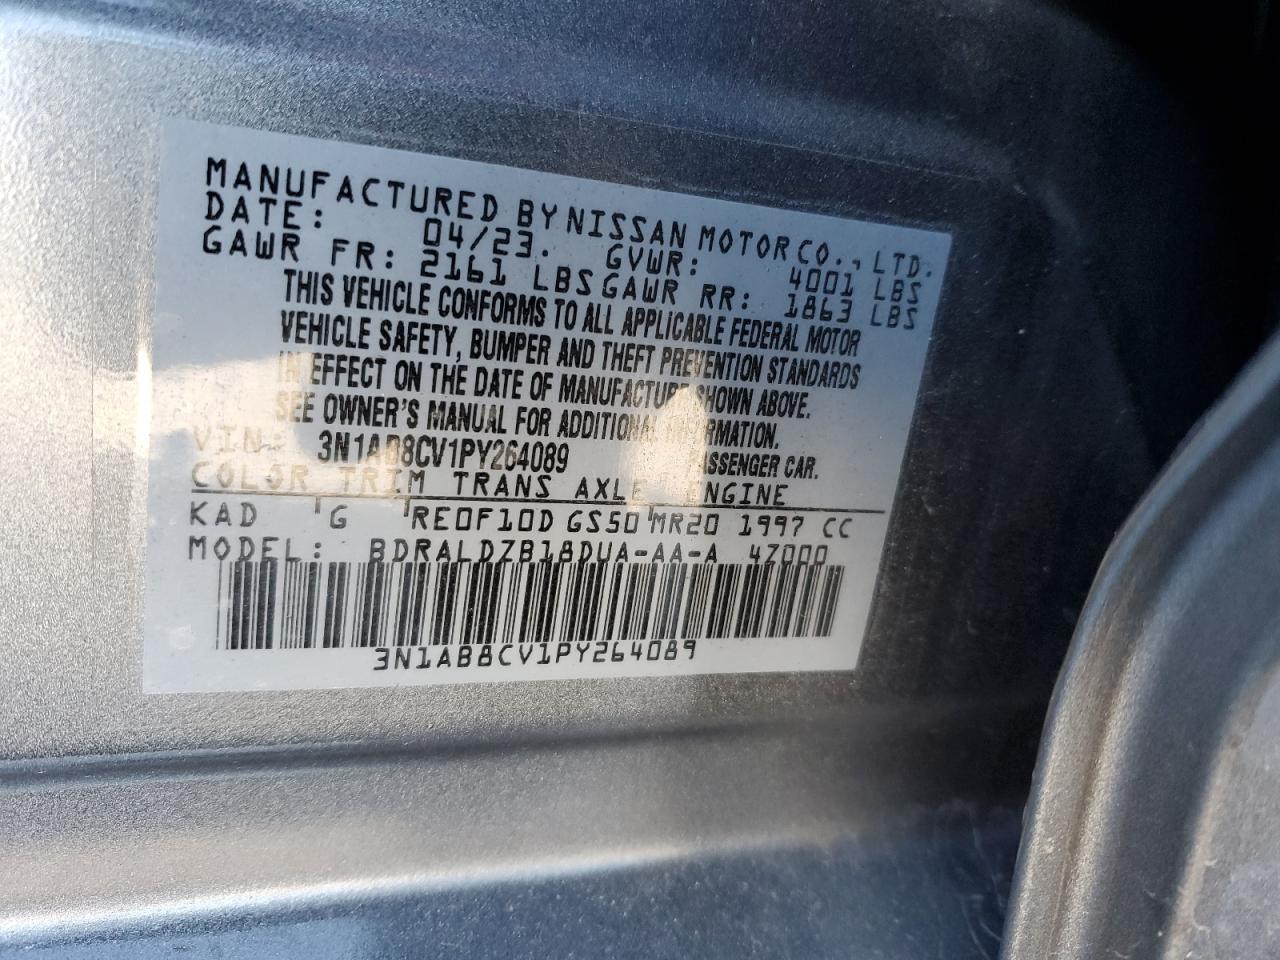 MANUFACTURED BY NISSAN MOTOR CO., LTD.
DATE: 04/23. GVWR: 4001 LBS
GAWR FR: 2161 LBS GAWR RR: 1863 LBS
THIS VEHICLE CONFORMS TO ALL APPLICABLE FEDERAL MOTOR
VEHICLE SAFETY, BUMPER AND THEFT PREVENTION STANDARDS
IN EFFECT ON THE DATE OF MANUFACTURE SHOWN ABOVE.
SEE OWNER'S MANUAL FOR ADDITIONAL INFORMATION.
VIN: 3N1AB8CV1PY264089 PASSENGER CAR.
COLOR TRIM TRANS AXLE ENGINE
KAD G RE0F10D GS50 MR20 1997 CC
MODEL: BDRALDZB18DUA-AA-A 4Z000
3N1AB8CV1PY264089